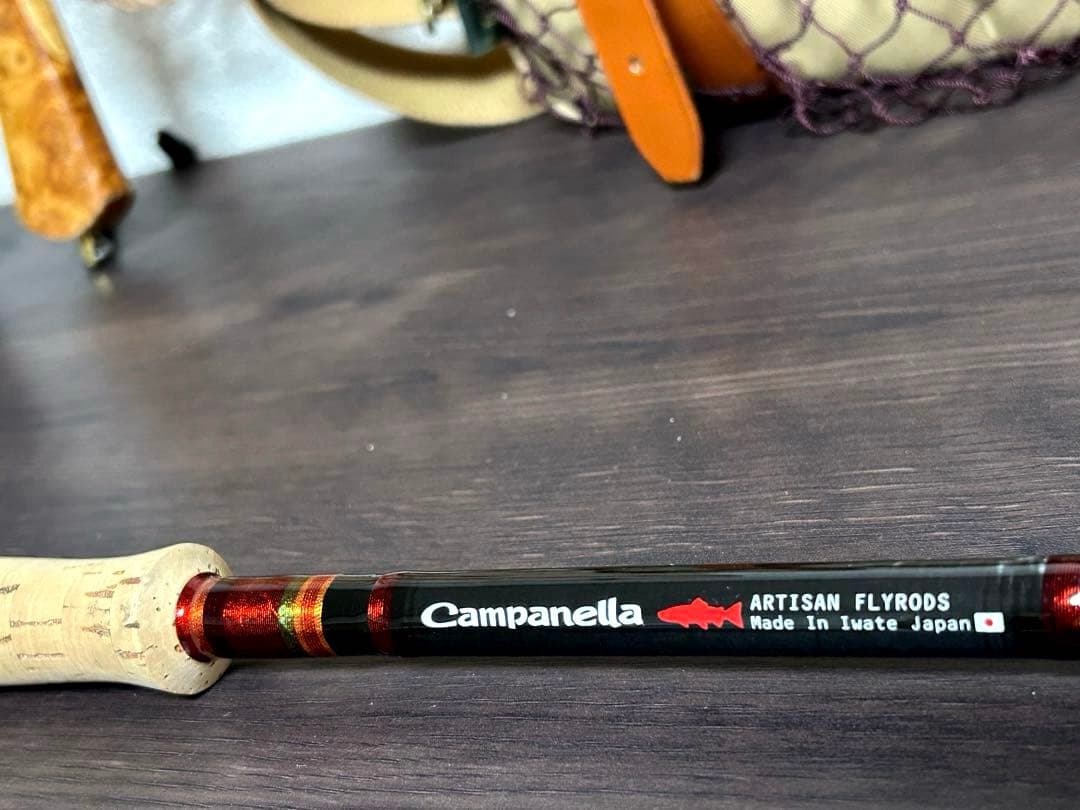 Campanella
ARTISAN FLYRODS
Made In Iwate Japan